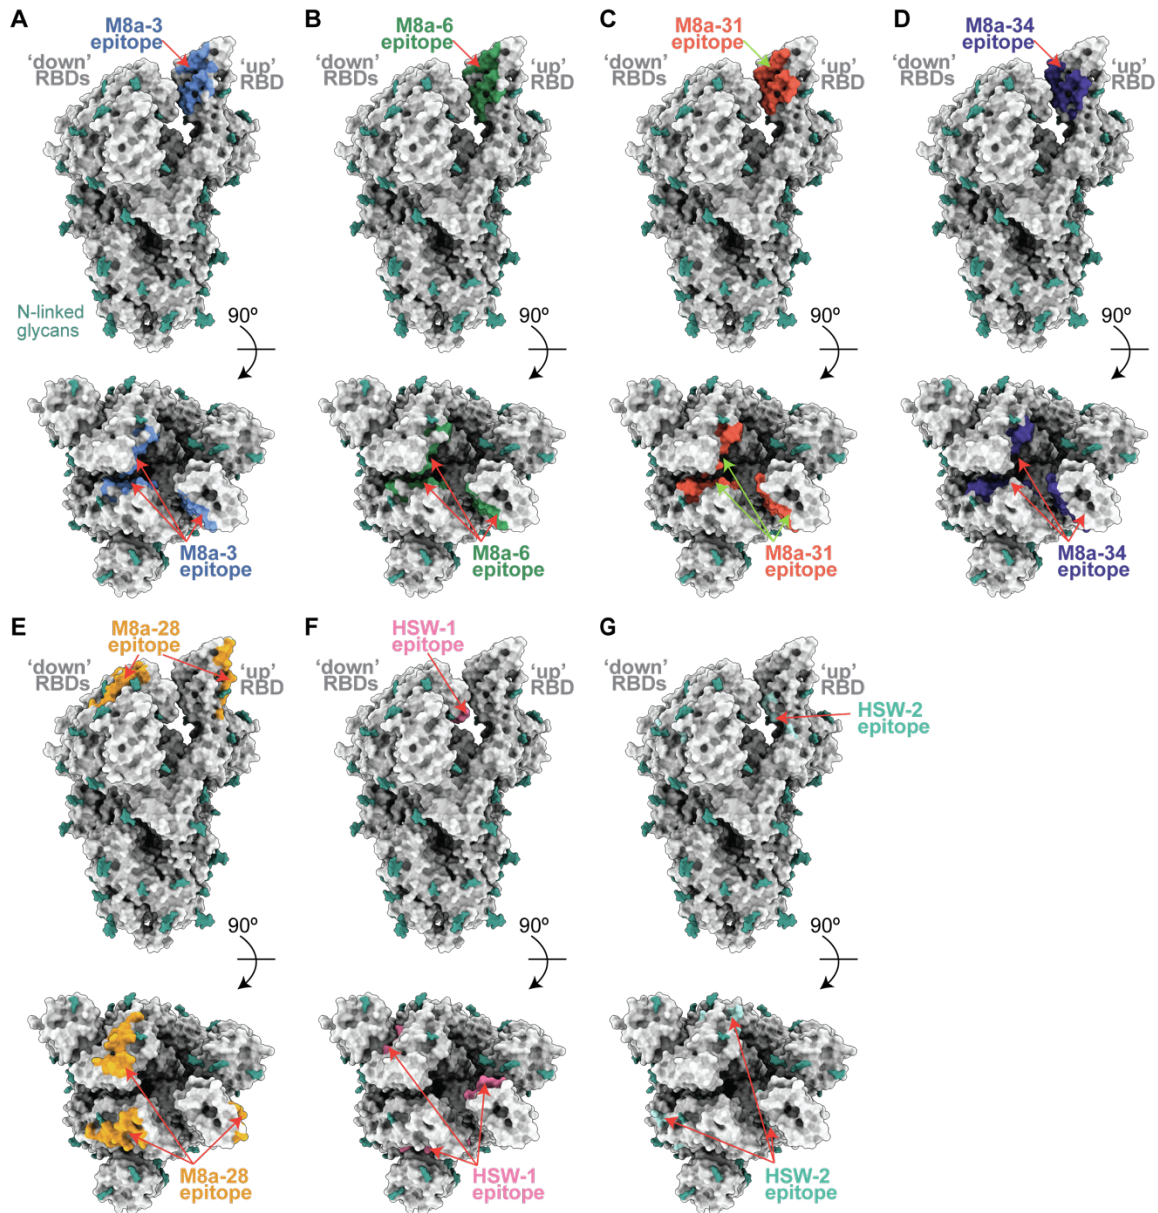 A
M8a-3
epitope
'down'
RBDs
'up'
RBD
N-linked
glycans
90º
M8a-3
epitope
B
M8a-6
epitope
'down'
RBDs
'up'
RBD
90º
M8a-6
epitope
C
M8a-31
epitope
'down'
RBDs
'up'
RBD
90º
M8a-31
epitope
D
M8a-34
epitope
'down'
RBDs
'up'
RBD
90º
M8a-34
epitope
E
M8a-28
epitope
'down'
RBDs
'up'
RBD
90º
M8a-28
epitope
F
HSW-1
epitope
'down'
RBDs
'up'
RBD
90º
HSW-1
epitope
G
'down'
RBDs
'up'
RBD
HSW-2
epitope
90º
HSW-2
epitope